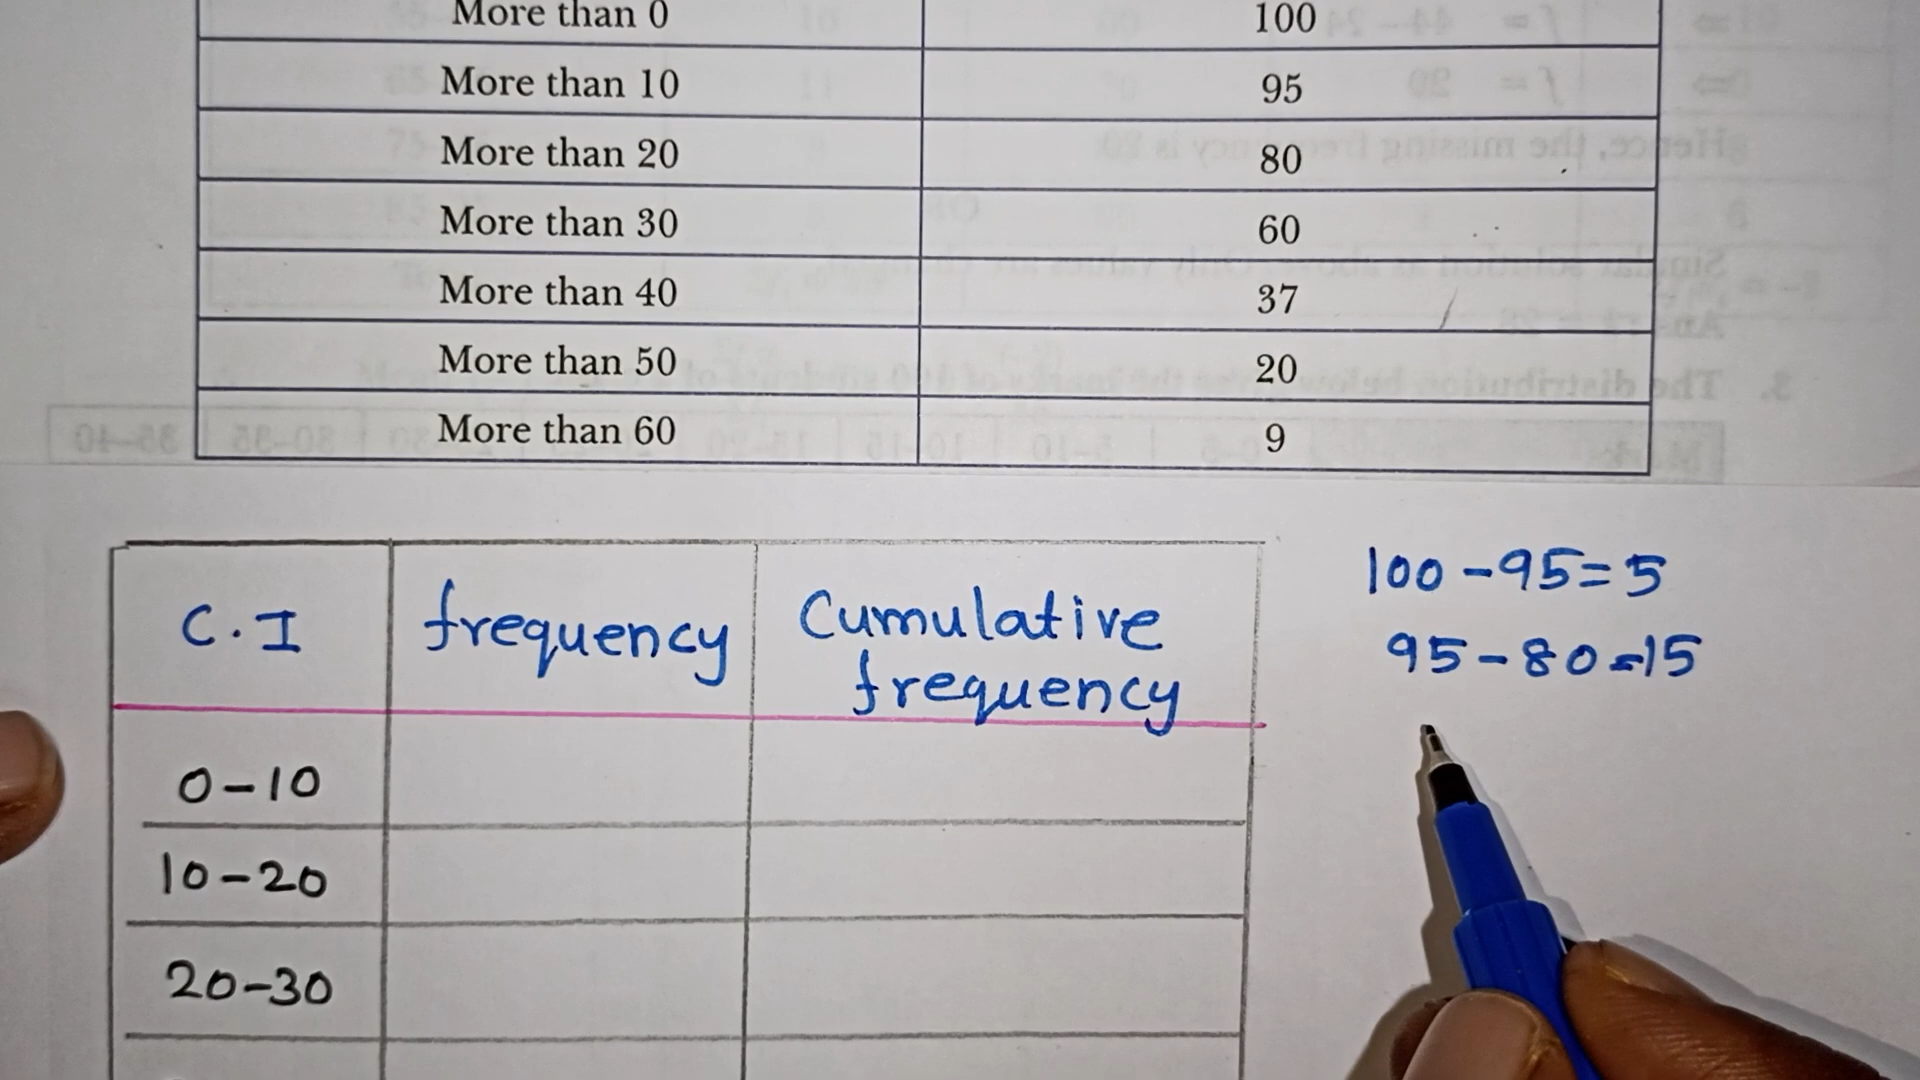 More than 0 100
More than 10 95
More than 20 80
More than 30 60
More than 40 37
More than 50 20
More than 60 9
C.I frequency Cumulative frequency
0-10
10-20
20-30
100-95=5
95-80=15